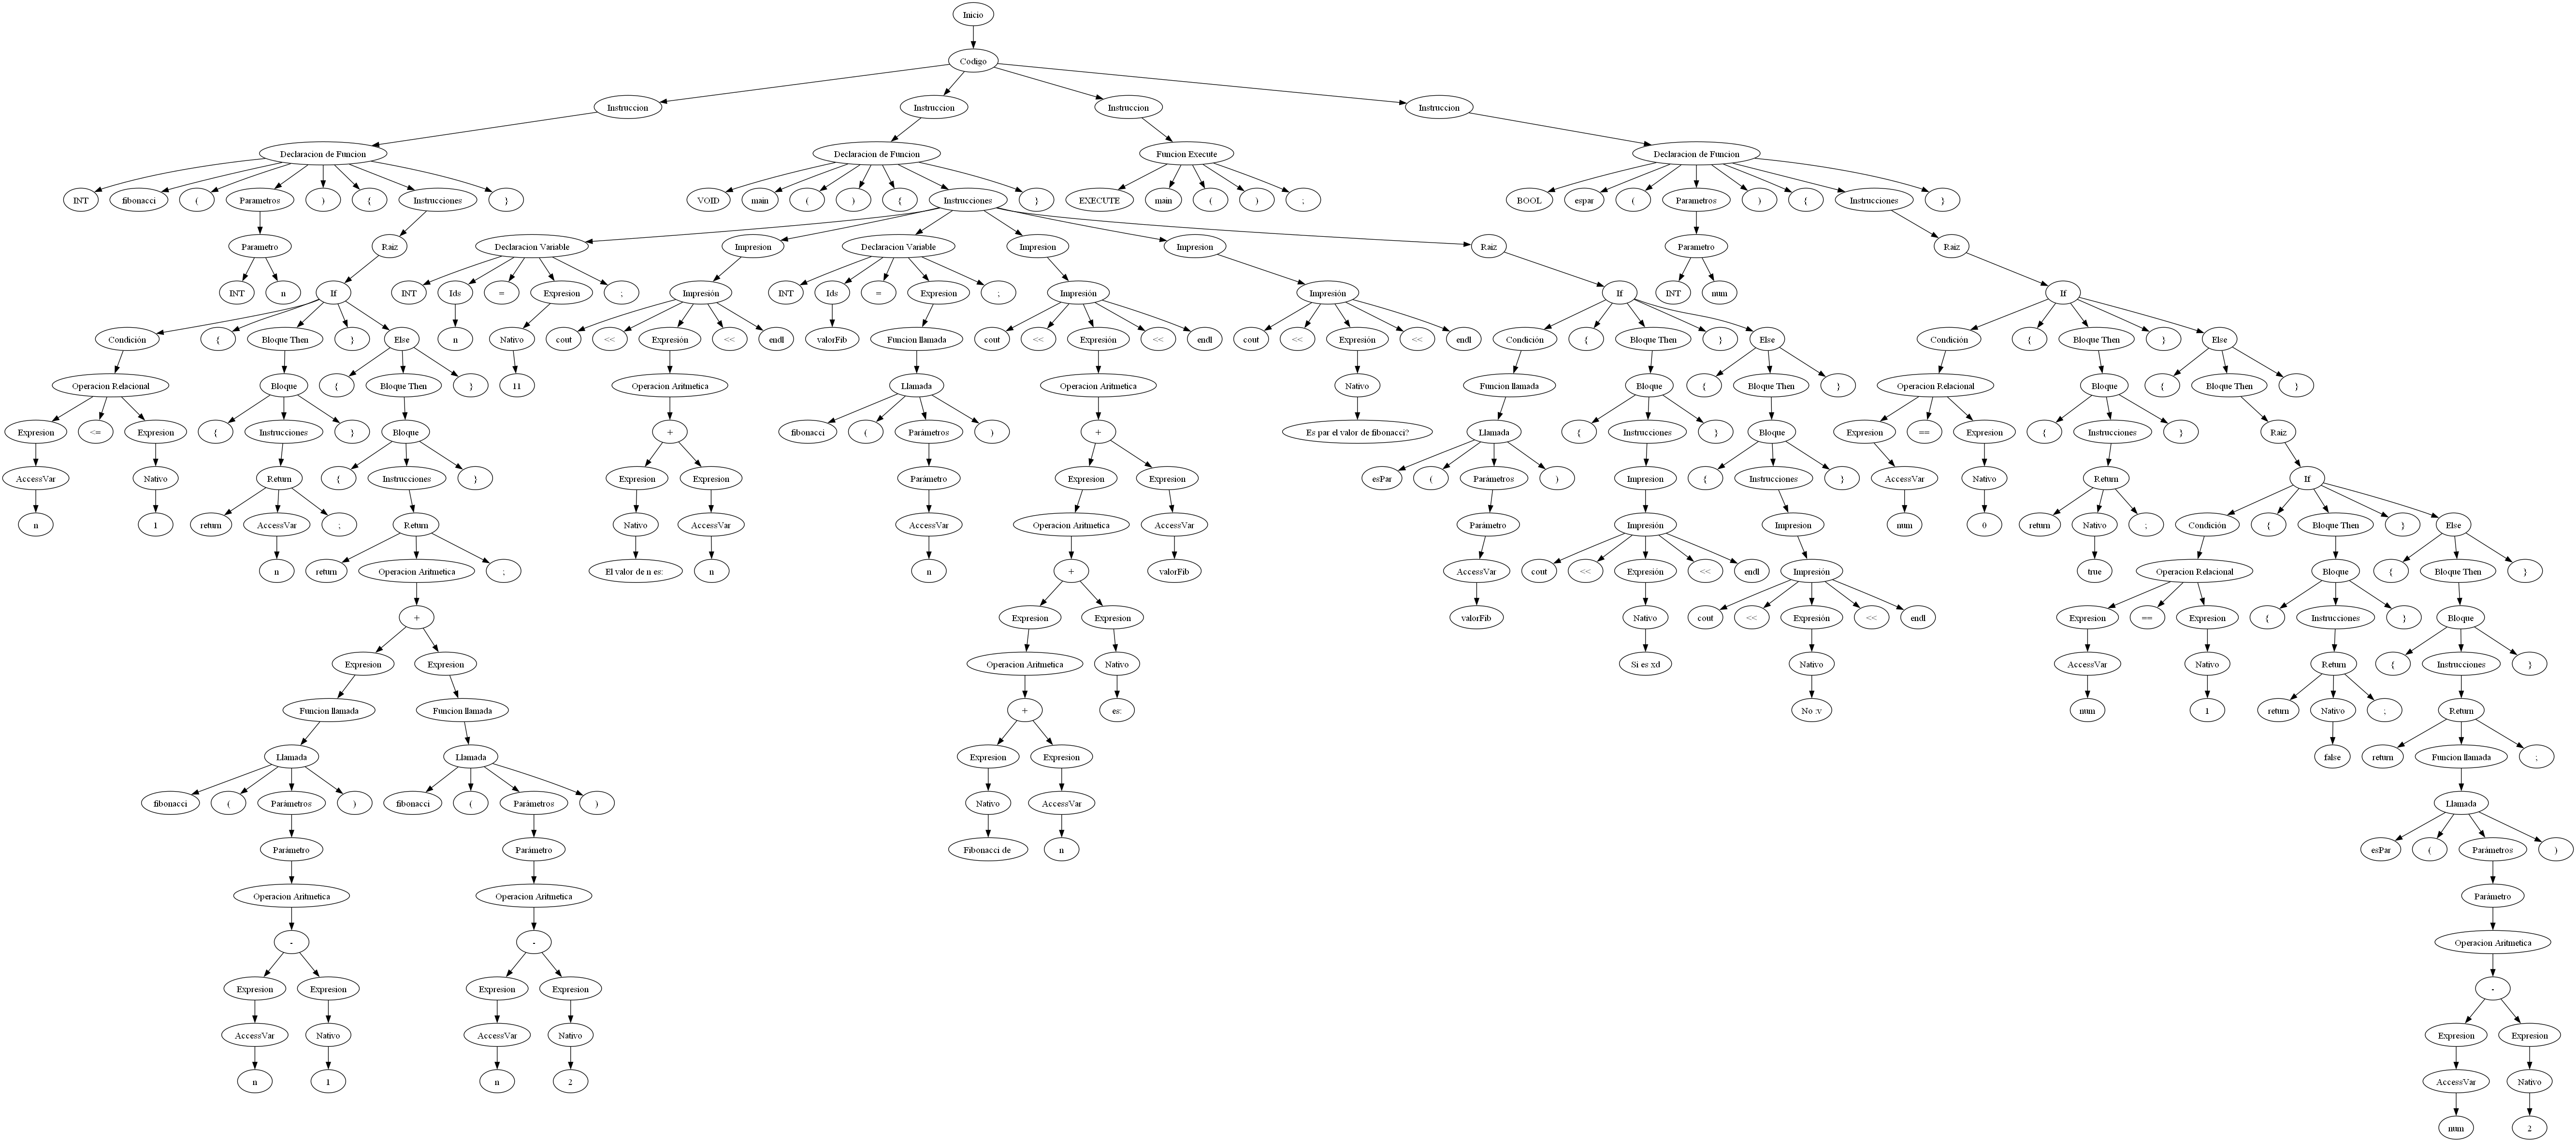 Inicio
Codigo
Instruccion Instruccion Instruccion Instruccion
Declaracion de Funcion Declaracion de Funcion Funcion Execute Declaracion de Funcion
INT fibonacci ( Parametros ) { Instrucciones } VOID main ( ) { Instrucciones } EXECUTE main ( ) ; BOOL espar ( Parametros ) { Instrucciones }
Parametro Raiz Declaracion Variable Impresion Declaracion Variable Impresion Impresion Raiz Parametro Raiz
INT n If INT Ids = Expresion ; Impresión INT Ids = Expresion ; Impresión Impresión If INT num If
Condición { Bloque Then } Else n Nativo cout << Expresión << endl valorFib Funcion llamada cout << Expresión << endl cout << Expresión << endl Condición { Bloque Then } Else Condición { Bloque Then } Else
Operacion Relacional Bloque { Bloque Then } 11 Operacion Aritmetica Llamada Operacion Aritmetica Nativo Funcion llamada Bloque { Bloque Then } Operacion Relacional Bloque { Bloque Then }
Expresion <= Expresion { Instrucciones } Bloque + fibonacci ( Parámetros ) + Es par el valor de fibonacci? Llamada { Instrucciones } Bloque Expresion == Expresion { Instrucciones } Raiz
AccessVar Nativo Return { Instrucciones } Expresion Expresion Parámetro Expresion Expresion esPar ( Parámetros ) Impresion { Instrucciones } AccessVar Nativo Return If
n 1 return AccessVar ; Return Nativo AccessVar AccessVar Operacion Aritmetica AccessVar Parámetro Impresión Impresion num 0 return Nativo ; Condición { Bloque Then } Else
n return Operacion Aritmetica ; El valor de n es: n n + valorFib AccessVar cout << Expresión << endl Impresión true Operacion Relacional Bloque { Bloque Then }
+ Expresion Expresion valorFib Nativo cout << Expresión << endl Expresion == Expresion { Instrucciones } Bloque
Expresion Expresion Operacion Aritmetica Nativo Si es xd Nativo AccessVar Nativo Return { Instrucciones }
Funcion llamada Funcion llamada + es: No :v num 1 return Nativo ; Return
Llamada Llamada Expresion Expresion false return Funcion llamada ;
fibonacci ( Parámetros ) fibonacci ( Parámetros ) Nativo AccessVar Llamada
Parámetro Parámetro Fibonacci de n esPar ( Parámetros )
Operacion Aritmetica Operacion Aritmetica Parámetro
- - Operacion Aritmetica
Expresion Expresion Expresion Expresion -
AccessVar Nativo AccessVar Nativo Expresion Expresion
n 1 n 2 AccessVar Nativo
num 2